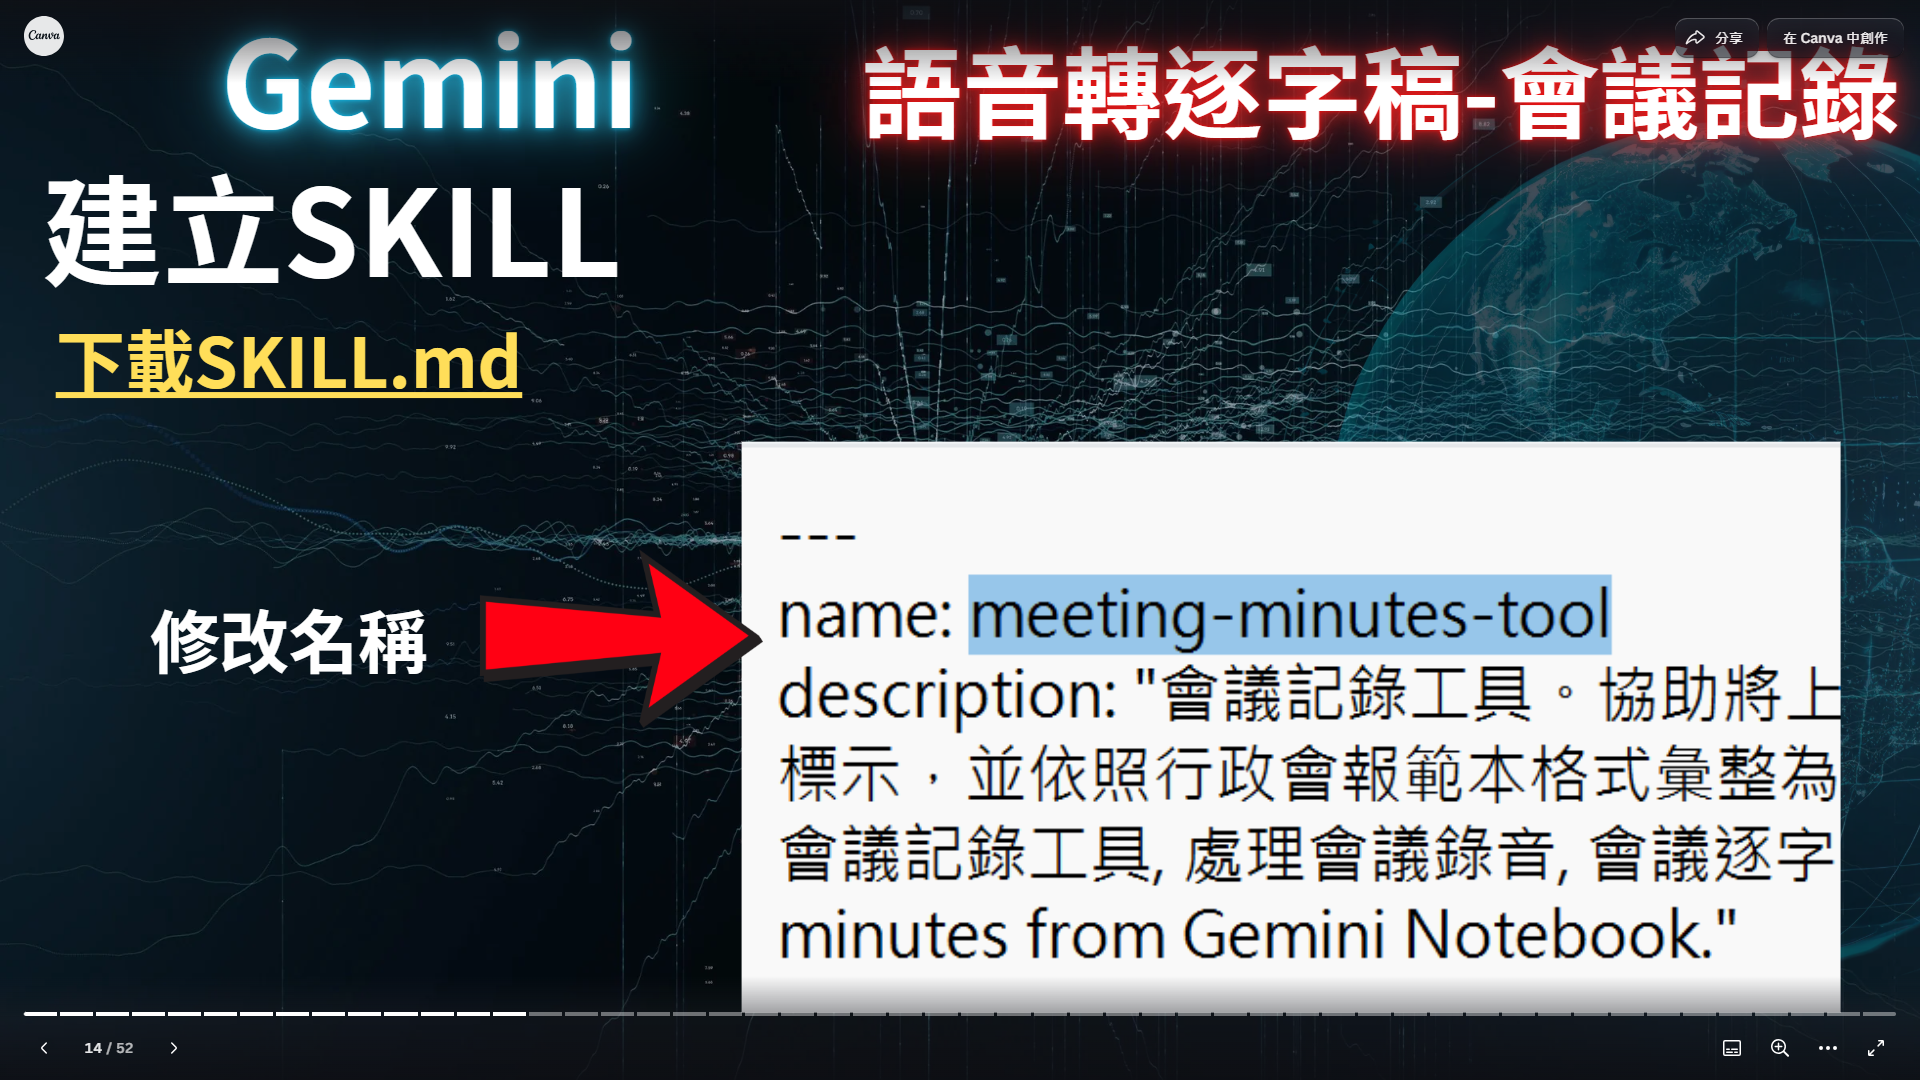 Canva
分享
在 Canva 中創作
Gemini
語音轉逐字稿-會議記錄
建立SKILL
下載SKILL.md
修改名稱
---
name: meeting-minutes-tool
description: "會議記錄工具。協助將上
標示，並依照行政會報範本格式彙整為
會議記錄工具, 處理會議錄音, 會議逐字
minutes from Gemini Notebook."
14 / 52